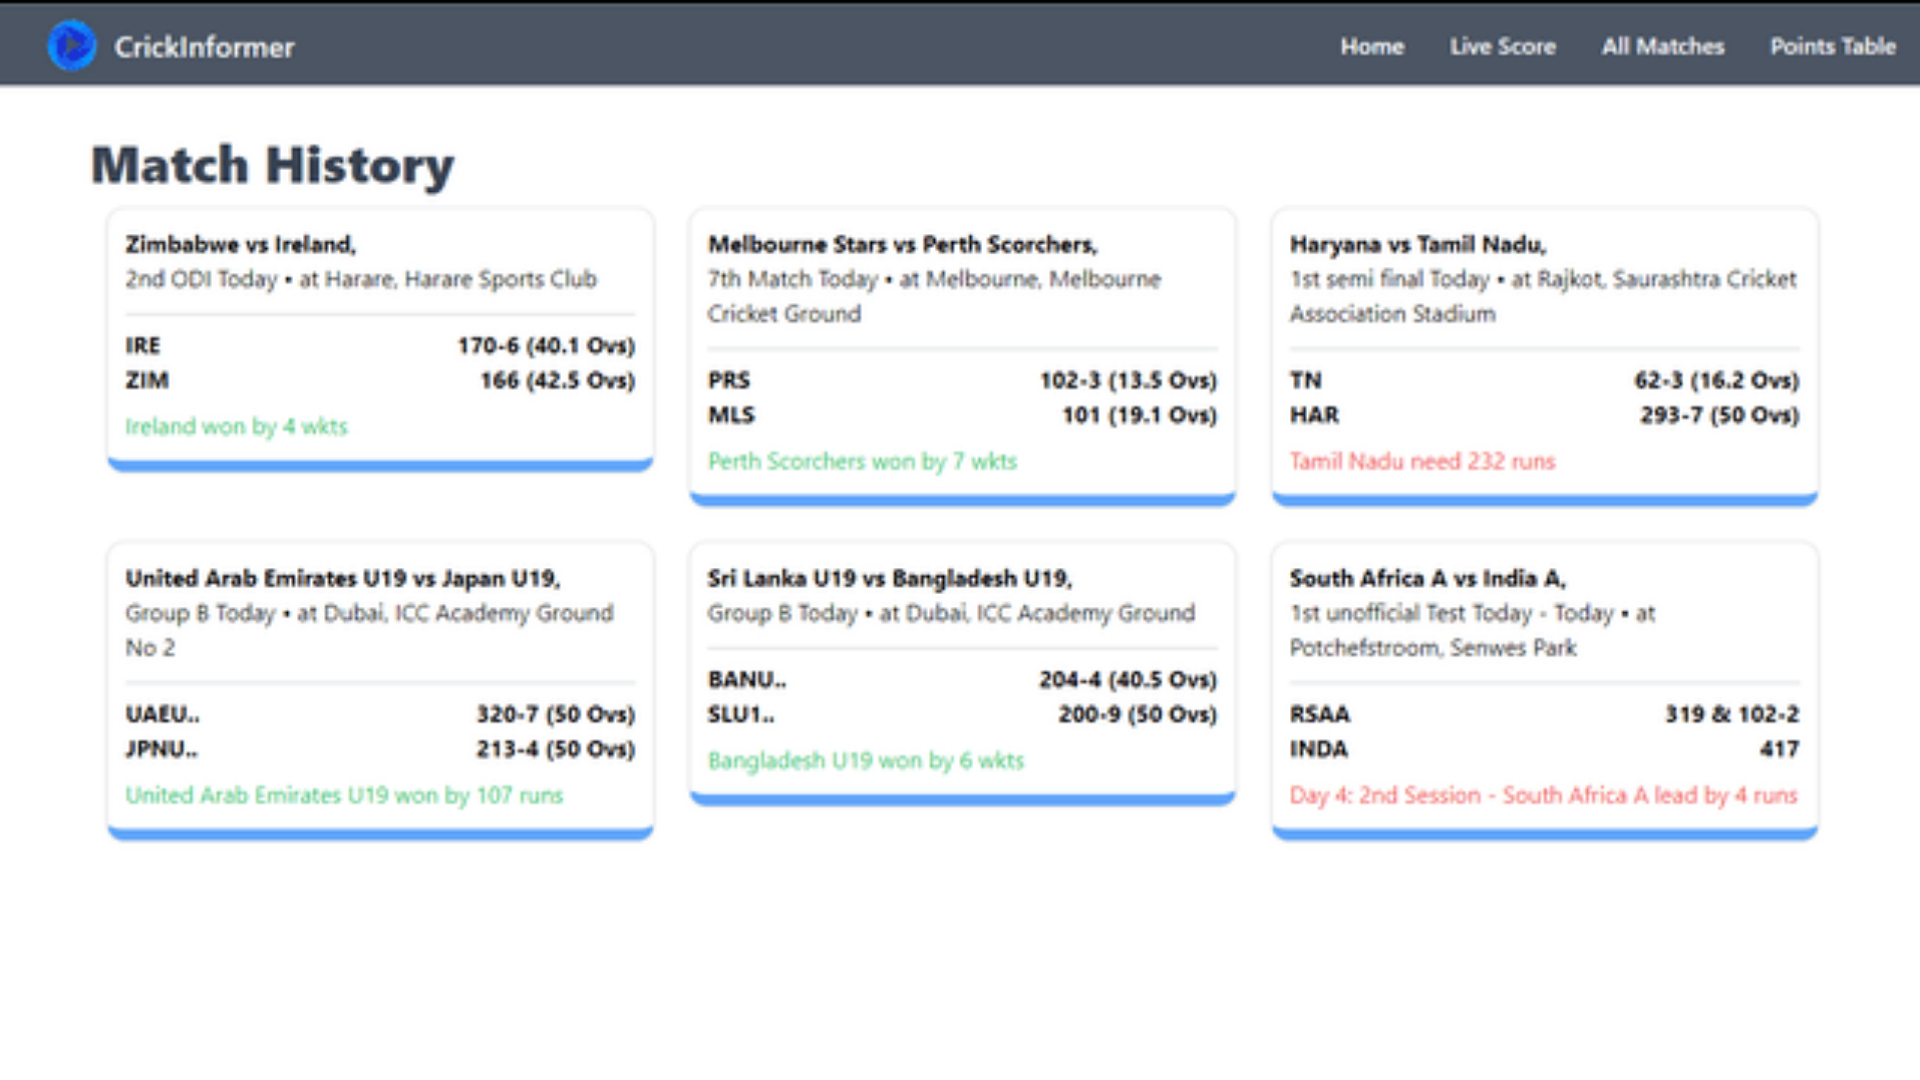 CrickInformer
Home
Live Score
All Matches
Points Table
Match History
Zimbabwe vs Ireland,
2nd ODI Today • at Harare, Harare Sports Club
IRE 170-6 (40.1 Ovs)
ZIM 166 (42.5 Ovs)
Ireland won by 4 wkts
Melbourne Stars vs Perth Scorchers,
7th Match Today • at Melbourne, Melbourne
Cricket Ground
PRS 102-3 (13.5 Ovs)
MLS 101 (19.1 Ovs)
Perth Scorchers won by 7 wkts
Haryana vs Tamil Nadu,
1st semi final Today • at Rajkot, Saurashtra Cricket
Association Stadium
TN 62-3 (16.2 Ovs)
HAR 293-7 (50 Ovs)
Tamil Nadu need 232 runs
United Arab Emirates U19 vs Japan U19,
Group B Today • at Dubai, ICC Academy Ground
No 2
UAEU.. 320-7 (50 Ovs)
JPNU.. 213-4 (50 Ovs)
United Arab Emirates U19 won by 107 runs
Sri Lanka U19 vs Bangladesh U19,
Group B Today • at Dubai, ICC Academy Ground
BANU.. 204-4 (40.5 Ovs)
SLU1.. 200-9 (50 Ovs)
Bangladesh U19 won by 6 wkts
South Africa A vs India A,
1st unofficial Test Today - Today • at
Potchefstroom, Senwes Park
RSAA 319 & 102-2
INDA 417
Day 4: 2nd Session - South Africa A lead by 4 runs